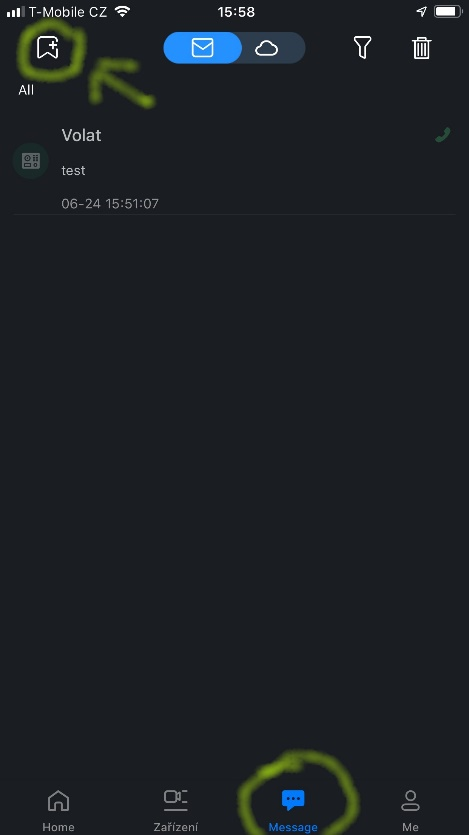 T-Mobile CZ 15:58
All
Volat
test
06-24 15:51:07
Home Zařízení Message Me